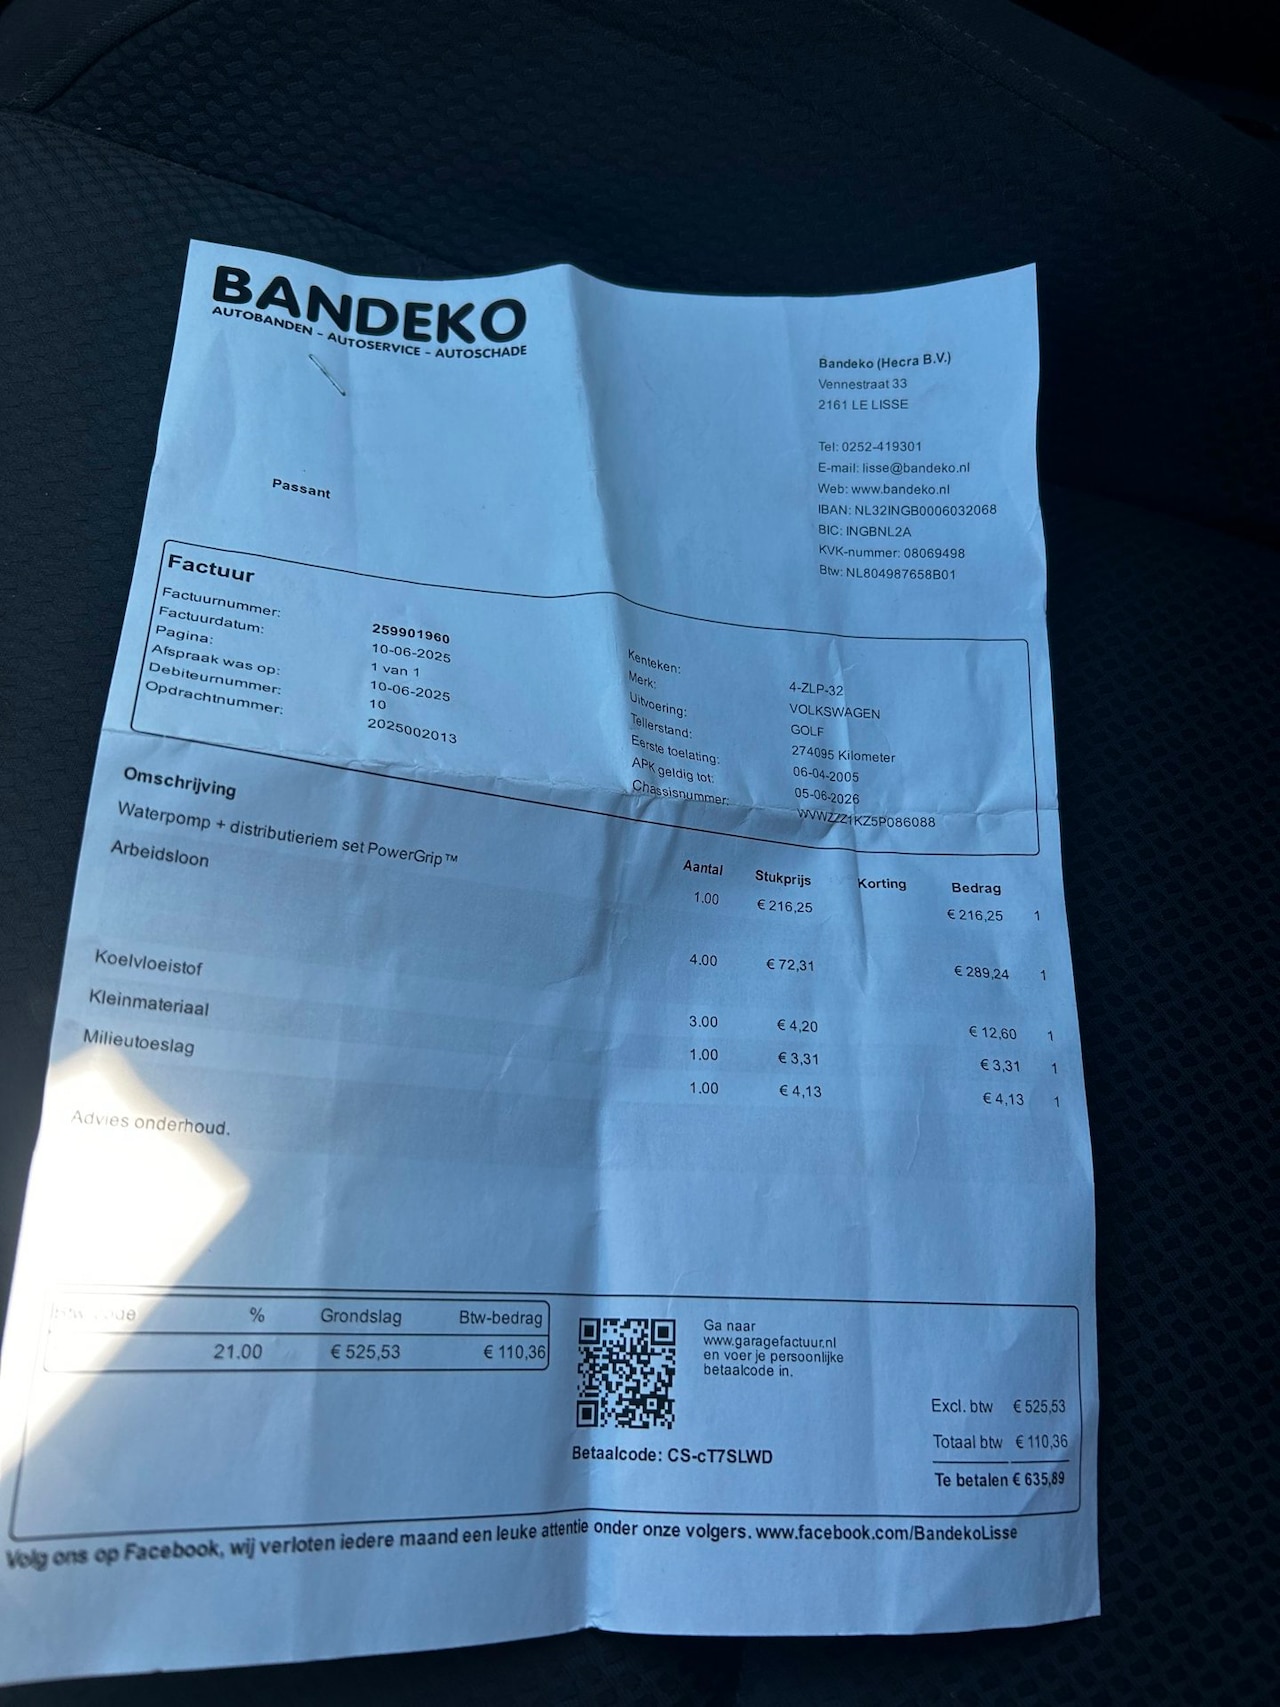 BANDEKO
AUTOBANDEN - AUTOSERVICE - AUTOSCHADE
Bandeko (Hecra B.V.)
Vennestraat 33
2161 LE LISSE
Tel: 0252-419301
E-mail: lisse@bandeko.nl
Web: www.bandeko.nl
IBAN: NL32INGB0006032068
BIC: INGBNL2A
KVK-nummer: 08069498
Btw: NL804987658B01
Passant
Factuur
Factuurnummer: 259901960
Factuurdatum: 10-06-2025
Pagina: 1 van 1
Afspraak was op: 10-06-2025
Debiteurnummer: 10
Opdrachtnummer: 2025002013
Kenteken: 4-ZLP-32
Merk: VOLKSWAGEN
Uitvoering: GOLF
Tellerstand: 274095 Kilometer
Eerste toelating: 06-04-2005
APK geldig tot: 05-06-2026
Chassisnummer: WVWZZZ1KZ5P086088
Omschrijving Aantal Stukprijs Korting Bedrag
Waterpomp + distributieriem set PowerGrip™ 1.00 € 216,25 € 216,25 1
Arbeidsloon 4.00 € 72,31 € 289,24 1
Koelvloeistof 3.00 € 4,20 € 12,60 1
Kleinmateriaal 1.00 € 3,31 € 3,31 1
Milieutoeslag 1.00 € 4,13 € 4,13 1
Advies onderhoud.
Btw code % Grondslag Btw-bedrag
21.00 € 525,53 € 110,36
Ga naar
www.garagefactuur.nl
en voer je persoonlijke
betaalcode in.
Betaalcode: CS-cT7SLWD
Excl. btw € 525,53
Totaal btw € 110,36
Te betalen € 635,89
Volg ons op Facebook, wij verloten iedere maand een leuke attentie onder onze volgers. www.facebook.com/BandekoLisse